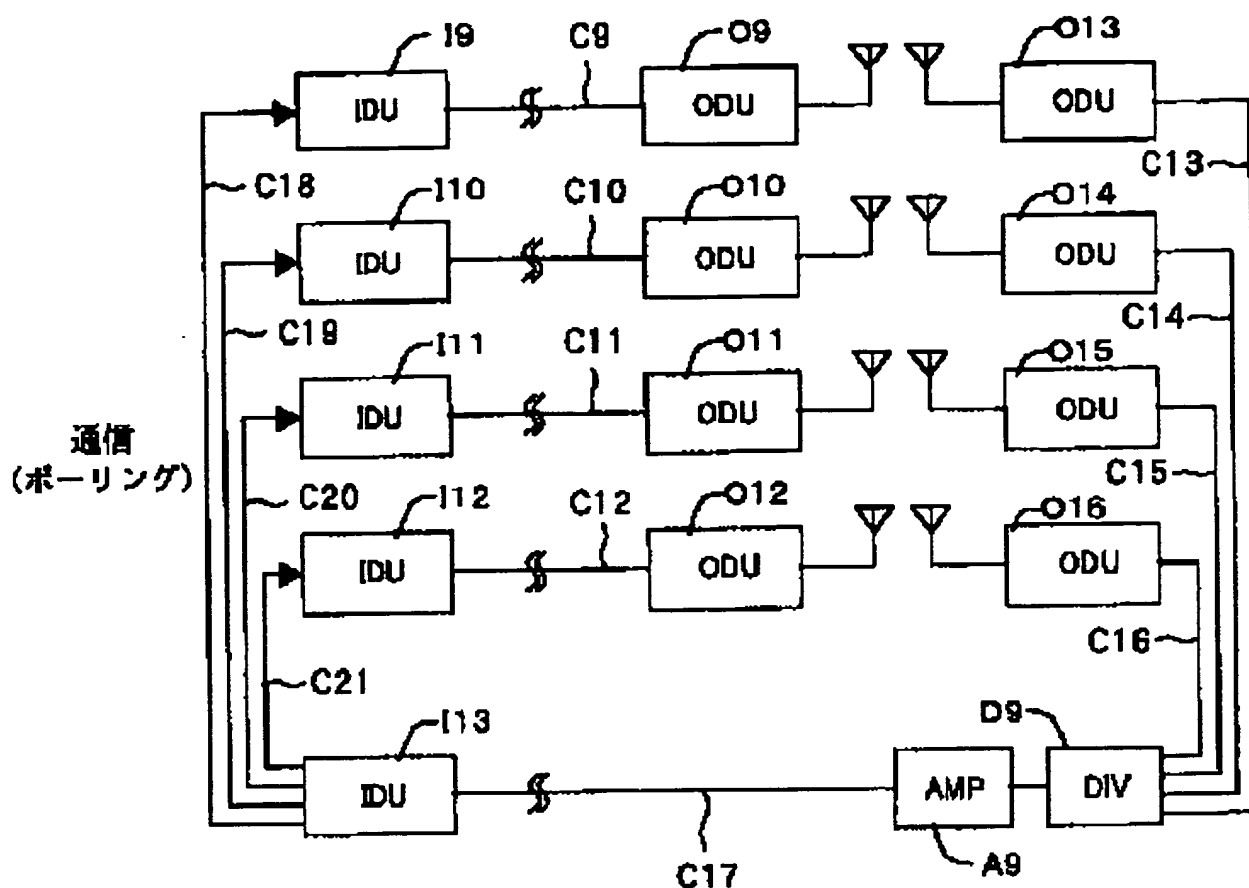 I9
C9
O9
O13
IDU
ODU
ODU
C13
C18
I10
C10
O10
O14
IDU
ODU
ODU
C14
C19
I11
C11
O11
O15
IDU
ODU
ODU
C15
通信
(ポーリング)
C20
I12
C12
O12
O16
IDU
ODU
ODU
C16
C21
I13
D9
IDU
AMP
DIV
C17
A9